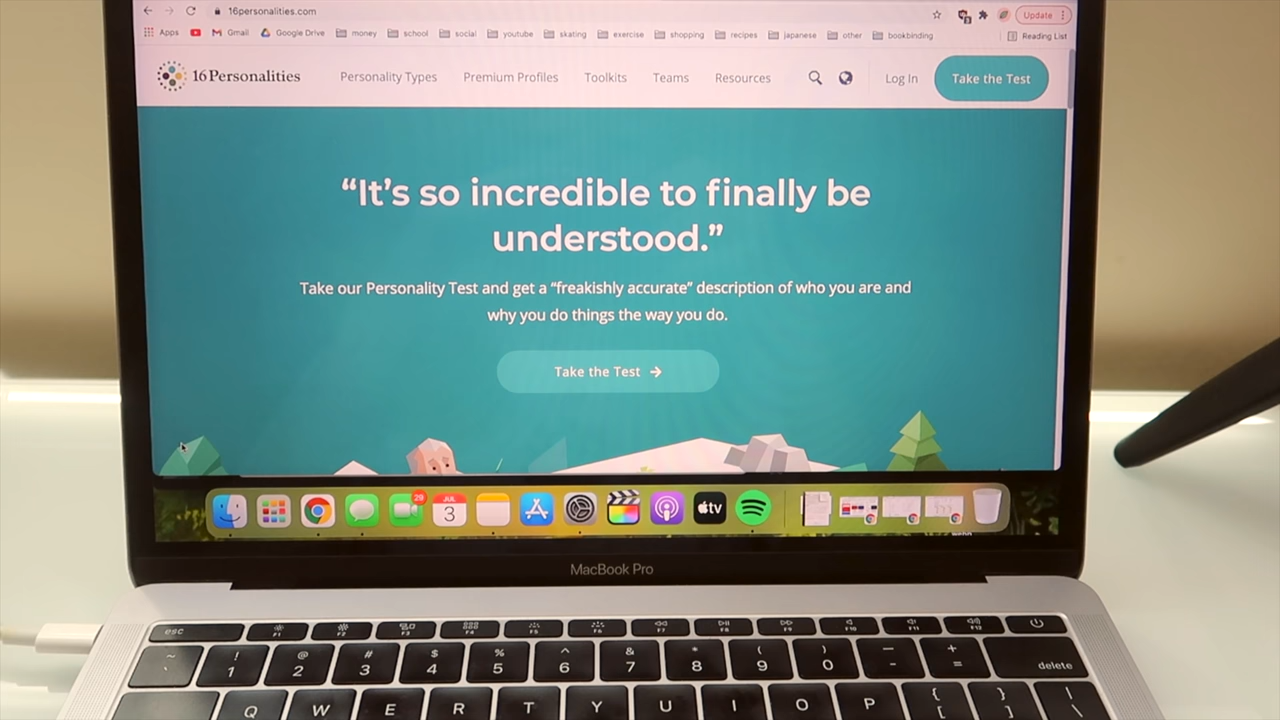 16personalities.com
Update
Apps Gmail Google Drive money school social youtube skating exercise shopping recipes japanese other bookbinding Reading List
16Personalities Personality Types Premium Profiles Toolkits Teams Resources Log In Take the Test
“It’s so incredible to finally be
understood.”
Take our Personality Test and get a “freakishly accurate” description of who you are and
why you do things the way you do.
Take the Test →
29
JUL
3
tv
MacBook Pro
esc F1 F2 F3 F4 F5 F6 F7 F8 F9 F10 F11 F12
~ ! @ # $ % ^ & * ( ) — +
` 1 2 3 4 5 6 7 8 9 0 - = delete
Q W E R T Y U I O P { [ } ] | \